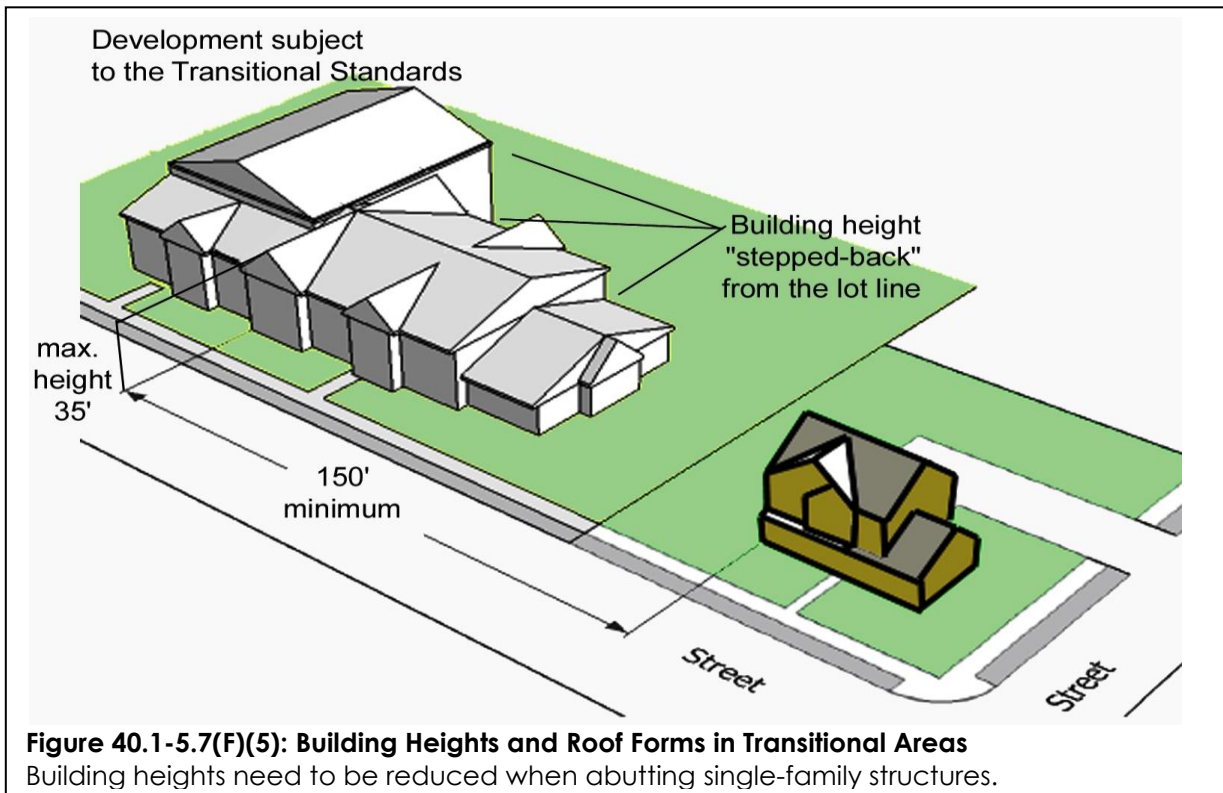 Development subject
to the Transitional Standards
Building height
"stepped-back"
from the lot line
max.
height
35'
150'
minimum
Street
Street
Figure 40.1-5.7(F)(5): Building Heights and Roof Forms in Transitional Areas
Building heights need to be reduced when abutting single-family structures.